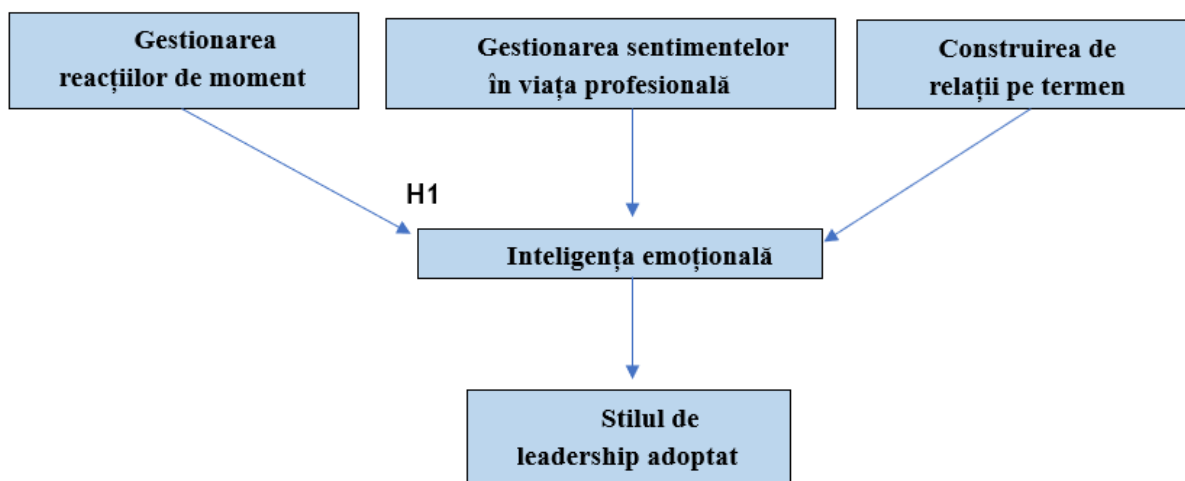 Gestionarea
reacțiilor de moment
Gestionarea sentimentelor
în viața profesională
Construirea de
relații pe termen
H1
Inteligența emoțională
Stilul de
leadership adoptat